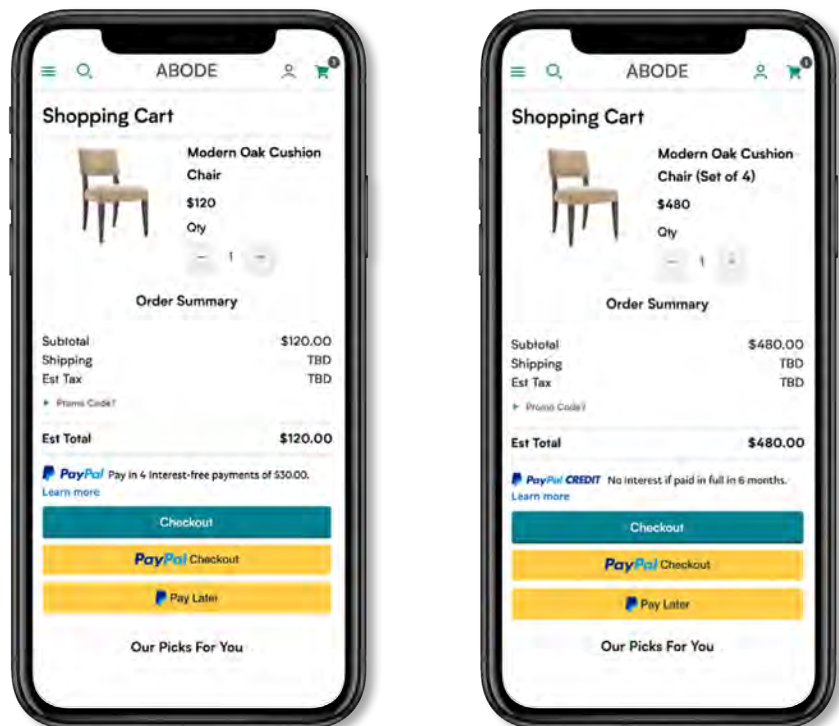 ABODE
1
Shopping Cart
Modern Oak Cushion
Chair
$120
Qty
1
Order Summary
Subtotal $120.00
Shipping TBD
Est Tax TBD
Promo Code?
Est Total $120.00
PayPal Pay in 4 interest-free payments of $30.00.
Learn more
Checkout
PayPal Checkout
Pay Later
Our Picks For You
ABODE
1
Shopping Cart
Modern Oak Cushion
Chair (Set of 4)
$480
Qty
1
Order Summary
Subtotal $480.00
Shipping TBD
Est Tax TBD
Promo Code?
Est Total $480.00
PayPal CREDIT No interest if paid in full in 6 months.
Learn more
Checkout
PayPal Checkout
Pay Later
Our Picks For You